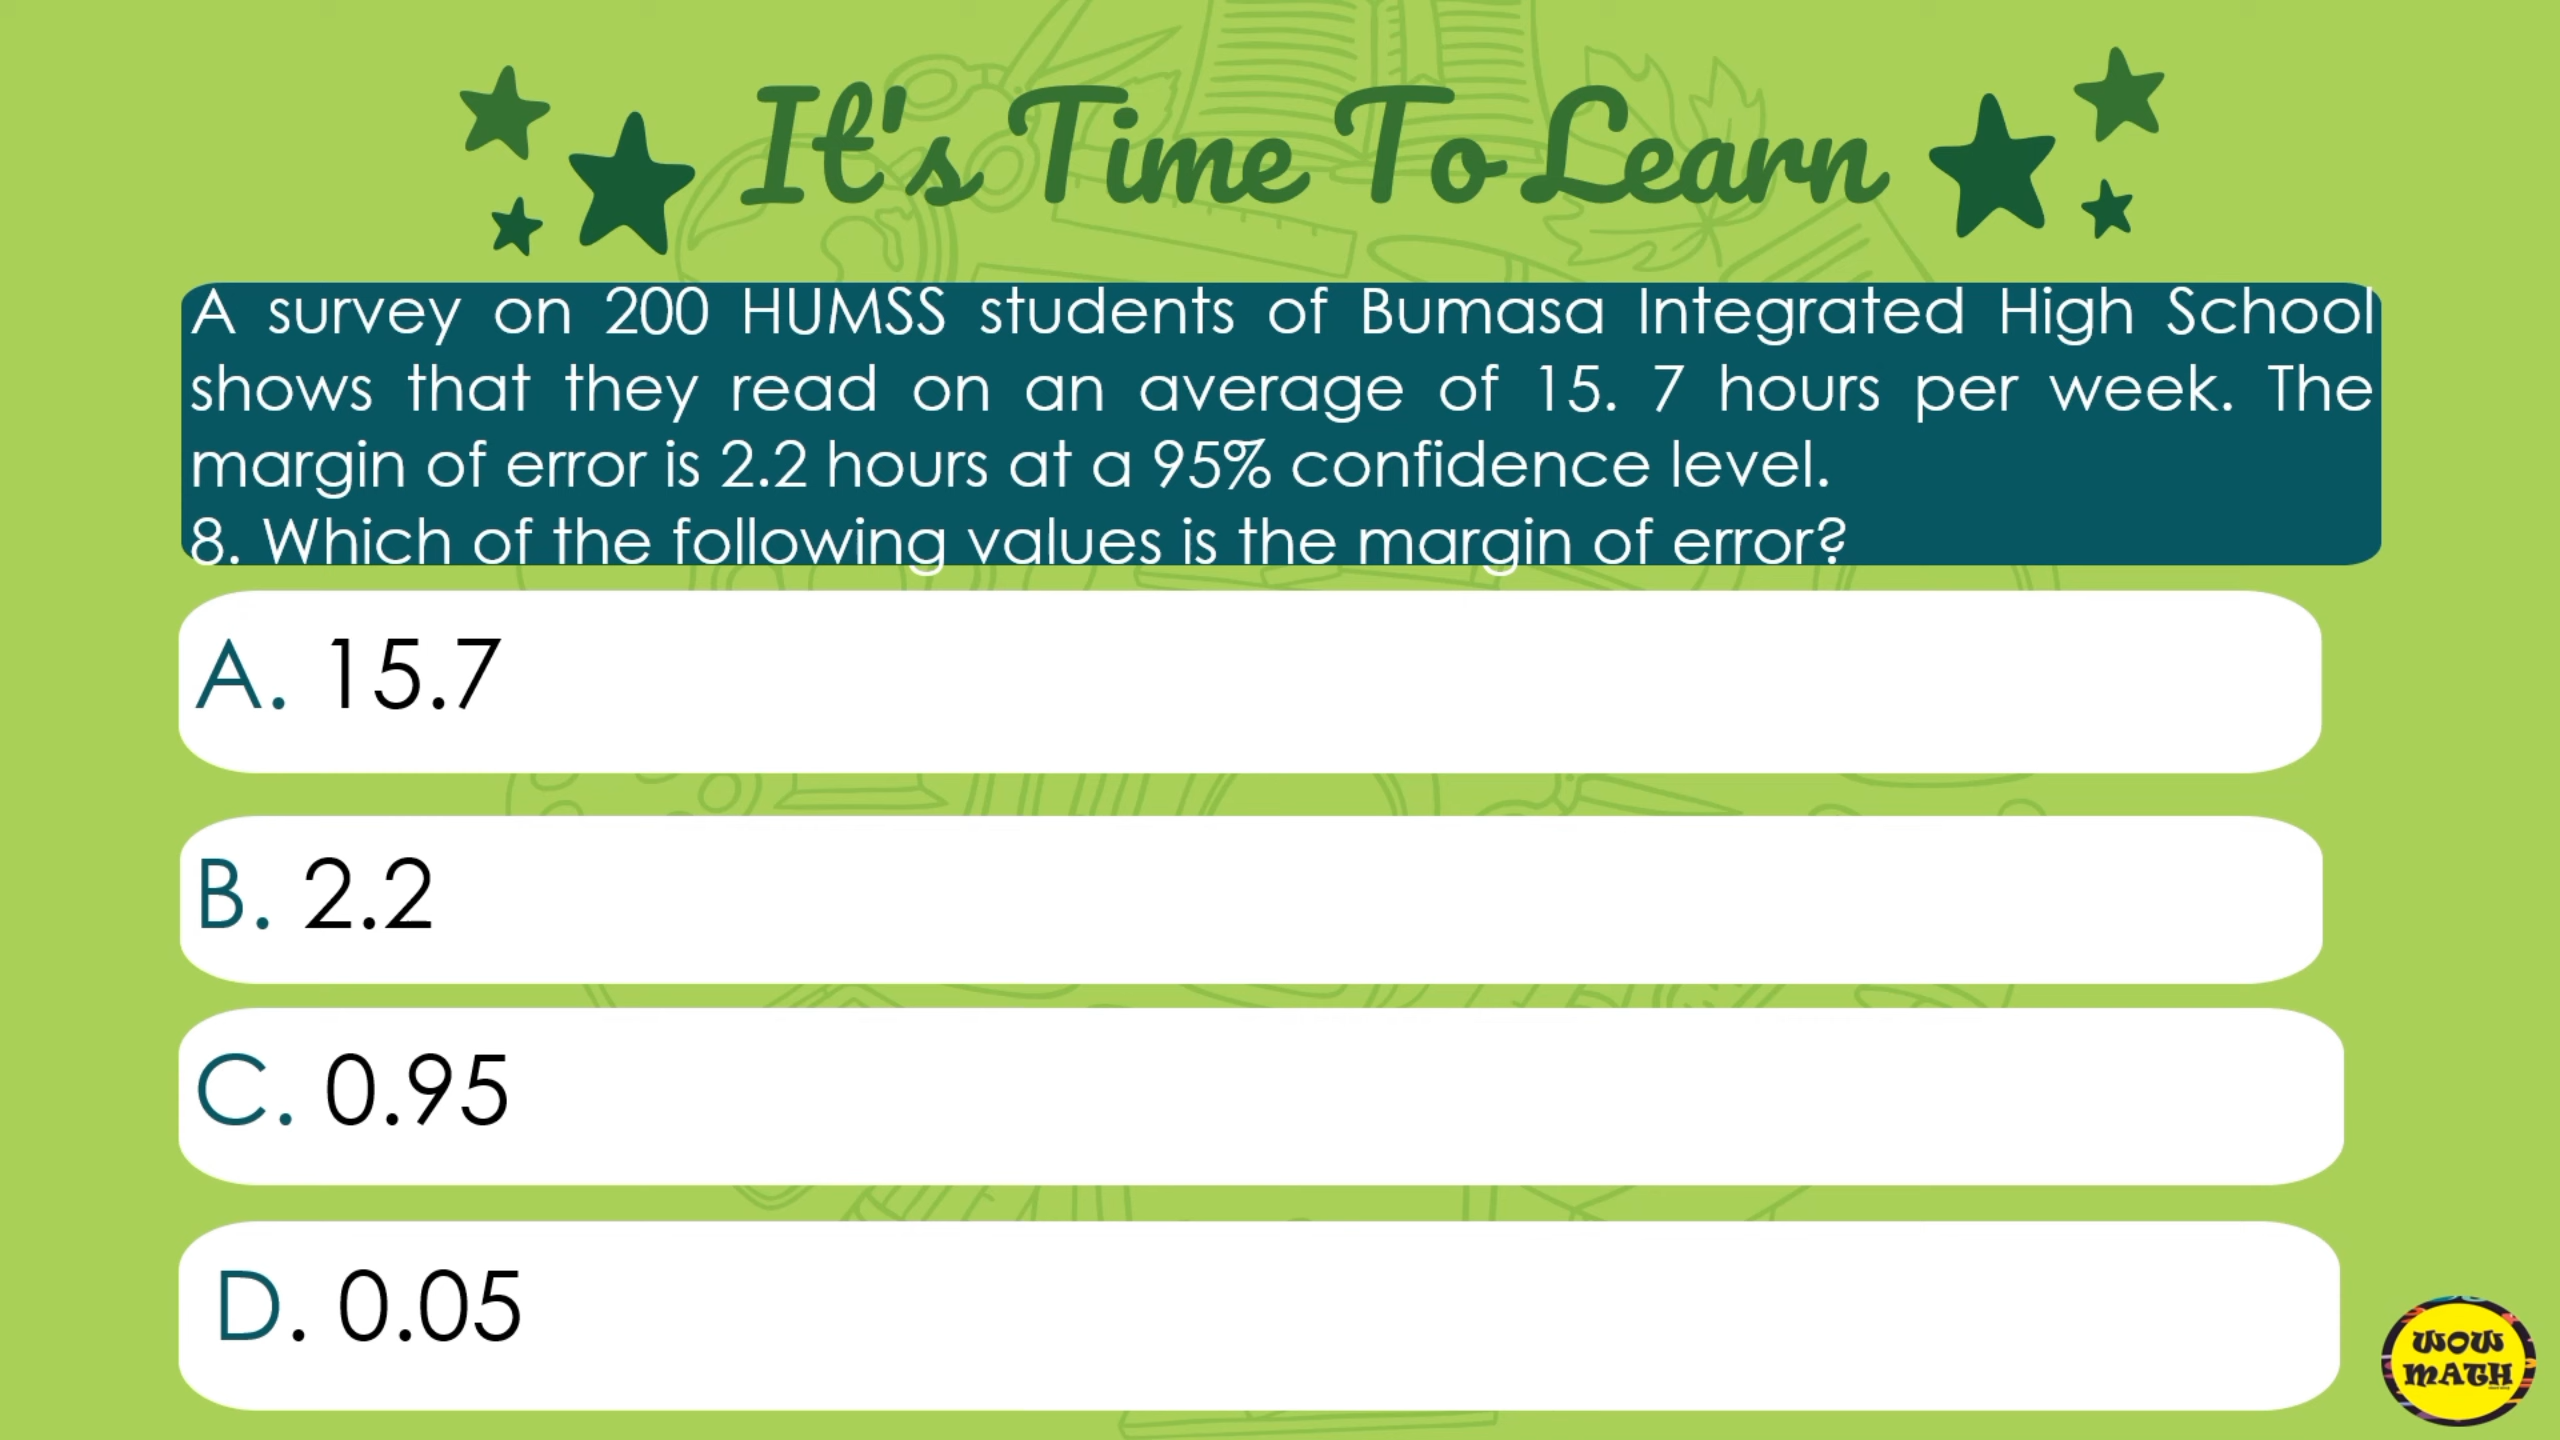 It's Time To Learn
A survey on 200 HUMSS students of Bumasa Integrated High School
shows that they read on an average of 15. 7 hours per week. The
margin of error is 2.2 hours at a 95% confidence level.
8. Which of the following values is the margin of error?
A. 15.7
B. 2.2
C. 0.95
D. 0.05
WOW
MATH